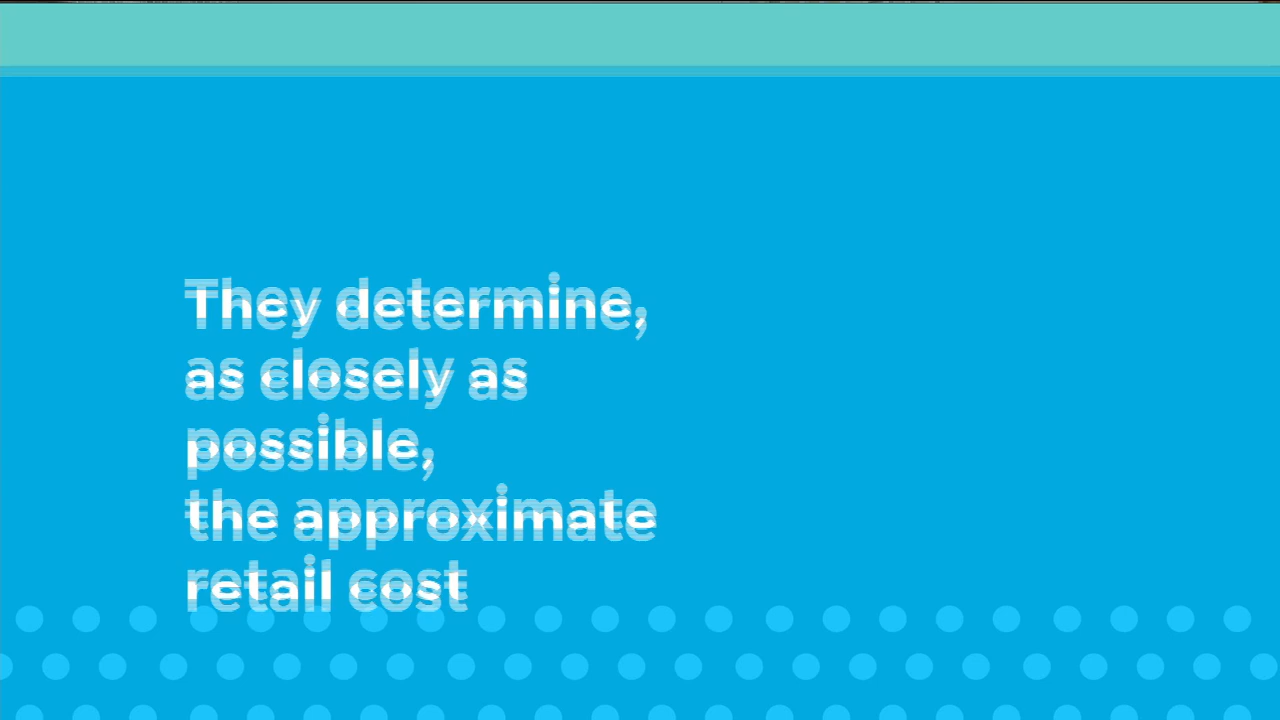 They determine,
as closely as
possible,
the approximate
retail cost